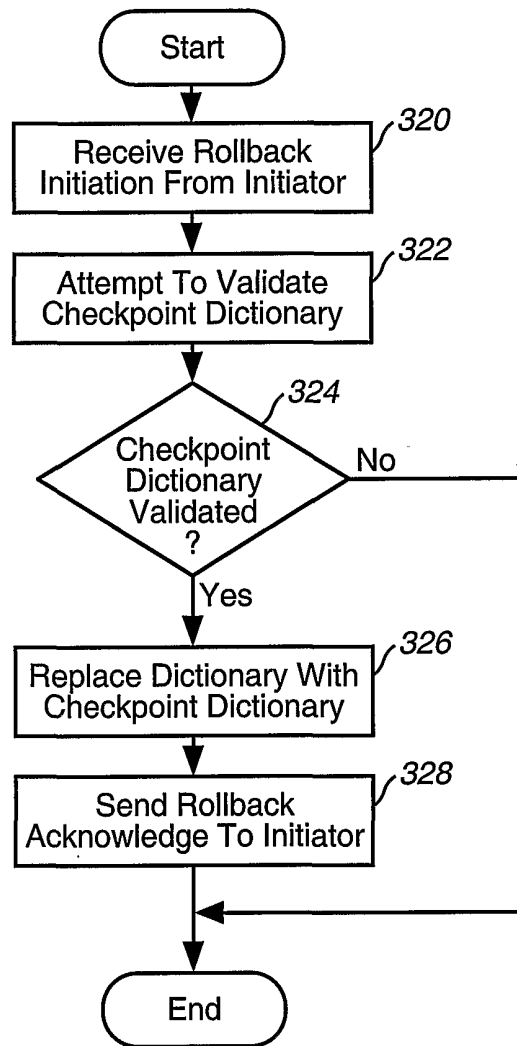 Start
320
Receive Rollback
Initiation From Initiator
322
Attempt To Validate
Checkpoint Dictionary
324
Checkpoint
Dictionary
Validated
?
No
Yes
326
Replace Dictionary With
Checkpoint Dictionary
328
Send Rollback
Acknowledge To Initiator
End